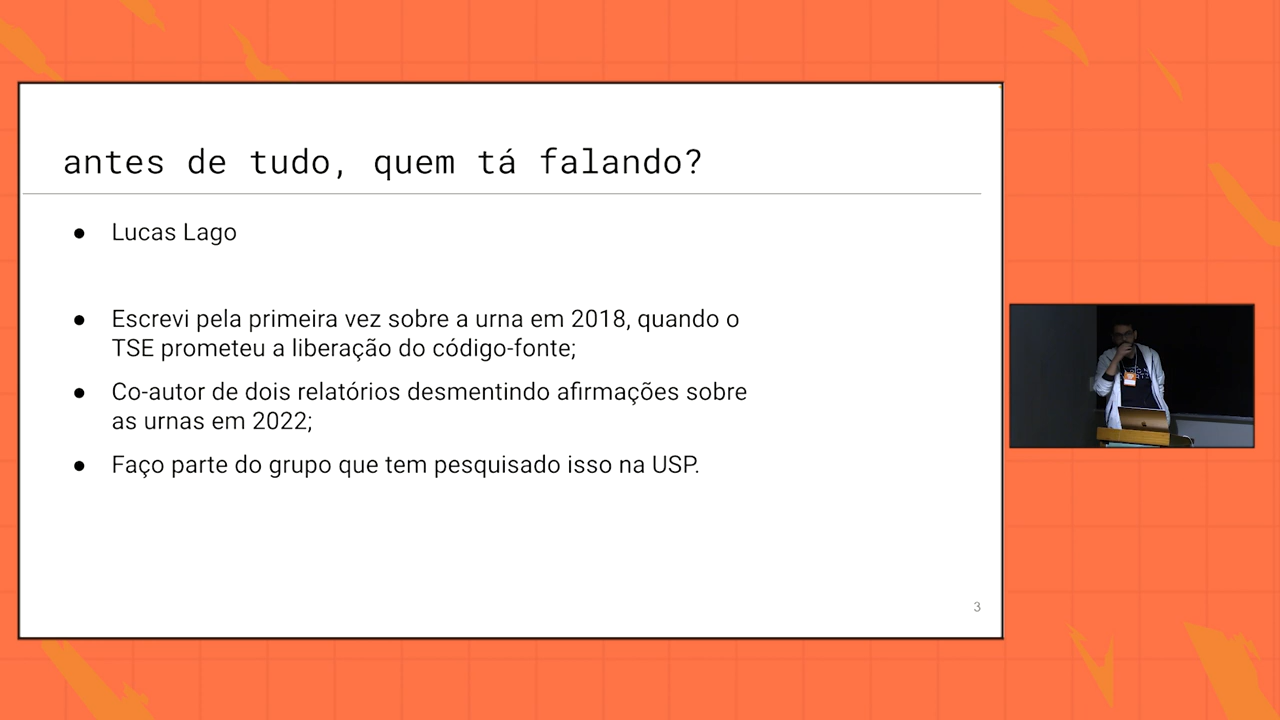 antes de tudo, quem tá falando?
● Lucas Lago
● Escrevi pela primeira vez sobre a urna em 2018, quando o
TSE prometeu a liberação do código-fonte;
● Co-autor de dois relatórios desmentindo afirmações sobre
as urnas em 2022;
● Faço parte do grupo que tem pesquisado isso na USP.
3